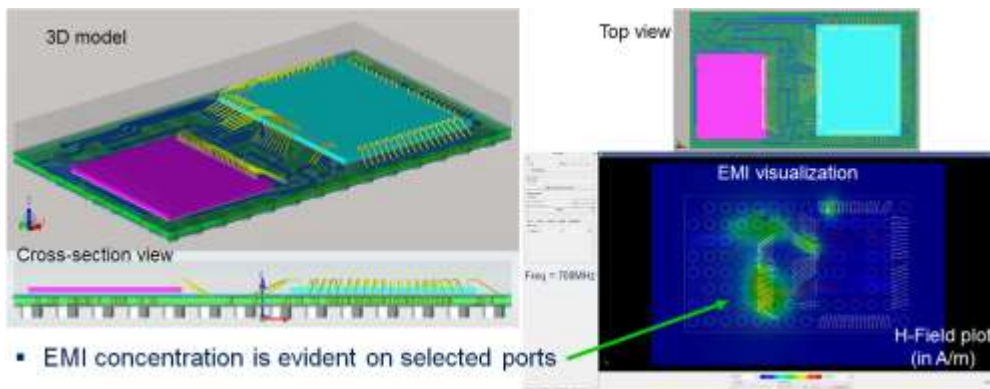 3D model
Top view
EMI visualization
Cross-section view
Freq = 700MHz
H-Field plot
(in A/m)
▪ EMI concentration is evident on selected ports